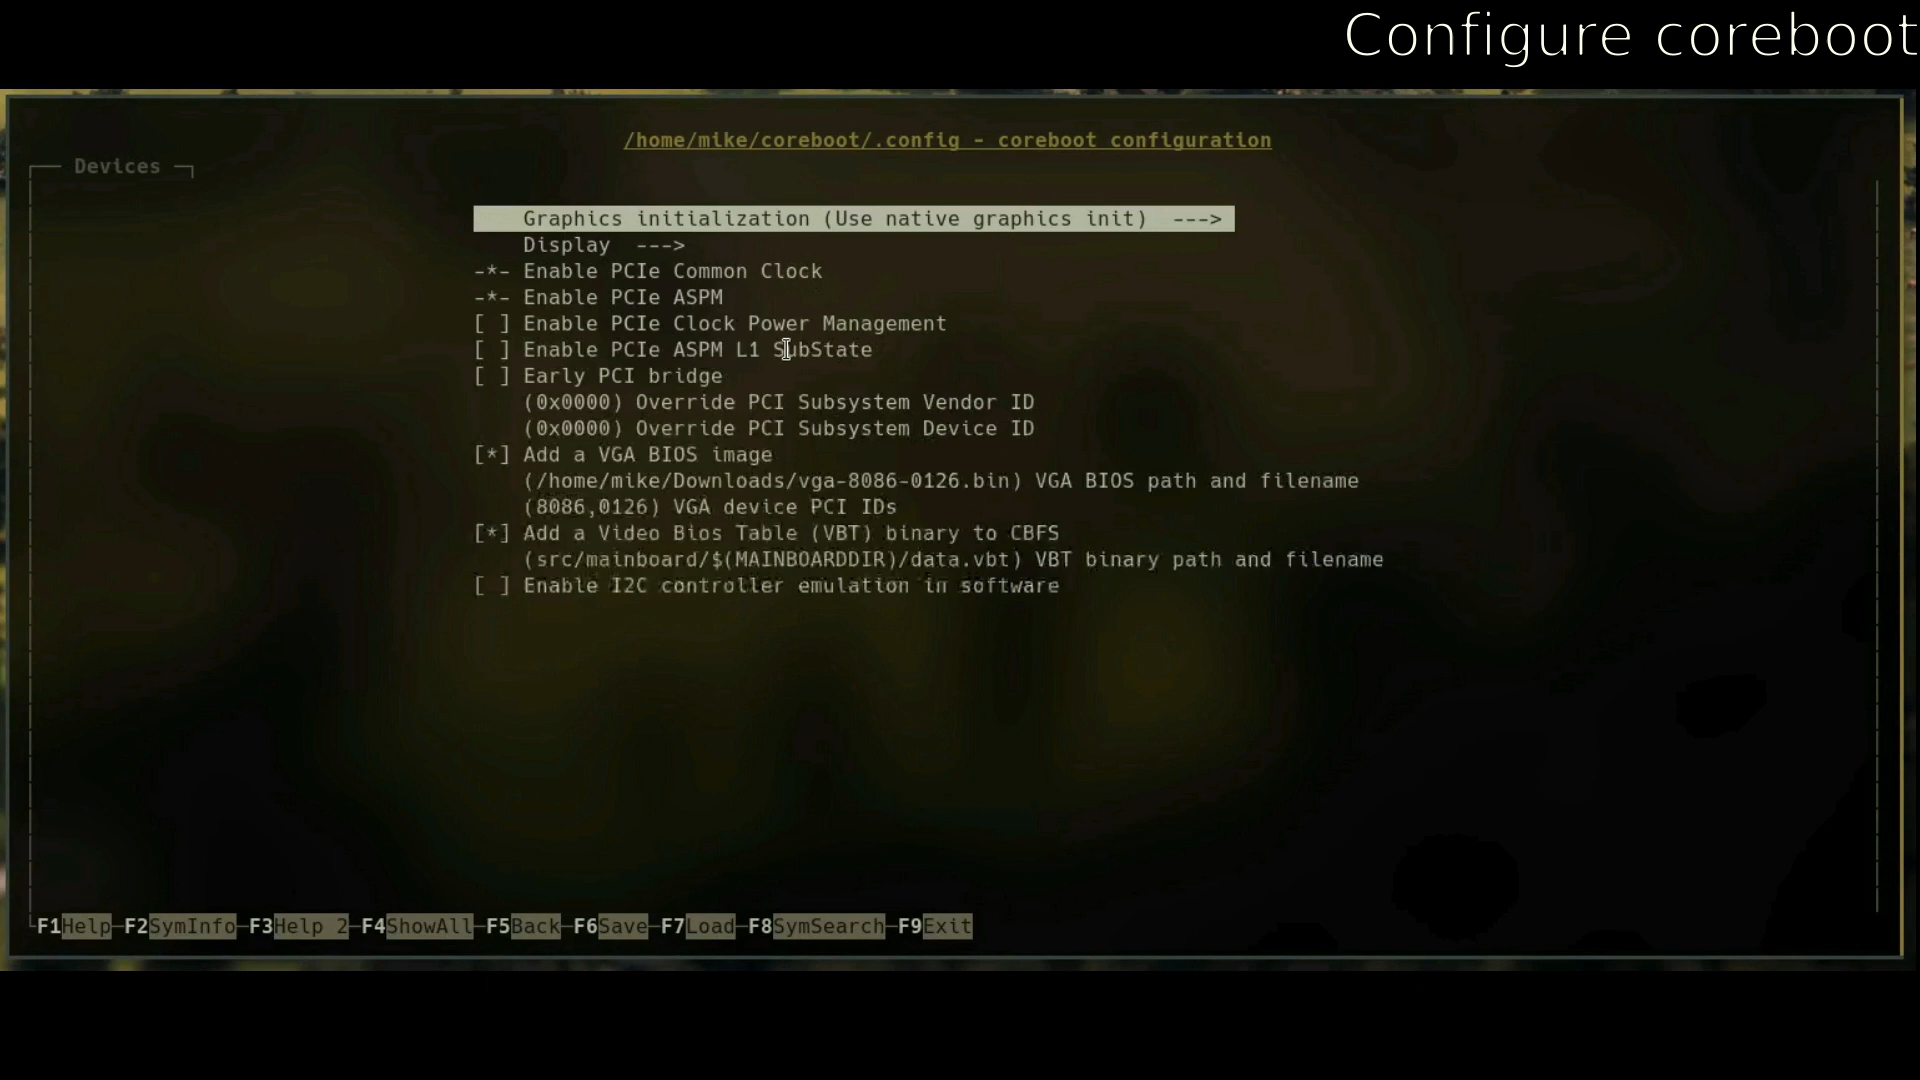 Configure coreboot
/home/mike/coreboot/.config - coreboot configuration
Devices
Graphics initialization (Use native graphics init)  --->
Display  --->
-*- Enable PCIe Common Clock
-*- Enable PCIe ASPM
[ ] Enable PCIe Clock Power Management
[ ] Enable PCIe ASPM L1 SubState
[ ] Early PCI bridge
(0x0000) Override PCI Subsystem Vendor ID
(0x0000) Override PCI Subsystem Device ID
[*] Add a VGA BIOS image
(/home/mike/Downloads/vga-8086-0126.bin) VGA BIOS path and filename
(8086,0126) VGA device PCI IDs
[*] Add a Video Bios Table (VBT) binary to CBFS
(src/mainboard/$(MAINBOARDDIR)/data.vbt) VBT binary path and filename
[ ] Enable I2C controller emulation in software
F1Help─F2SymInfo─F3Help 2─F4ShowAll─F5Back─F6Save─F7Load─F8SymSearch─F9Exit